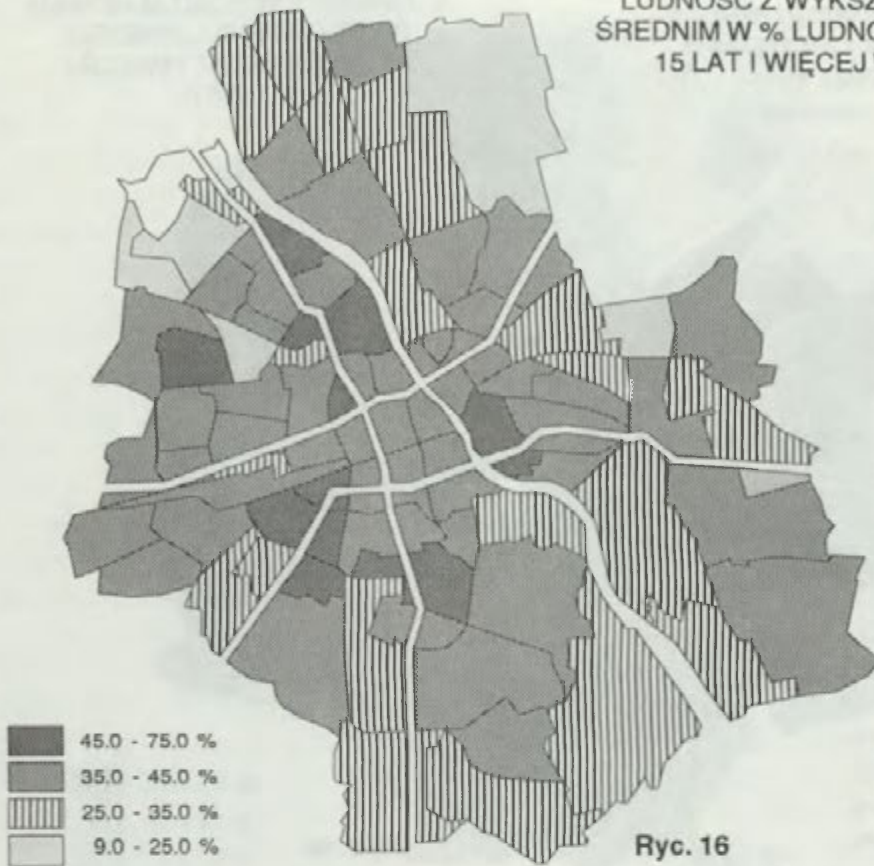 LUDNOŚĆ Z
ŚREDNIM W %
15 LAT I WIĘCEJ
45.0 - 75.0 %
35.0 - 45.0 %
25.0 - 35.0 %
9.0 - 25.0 %
Ryc. 16